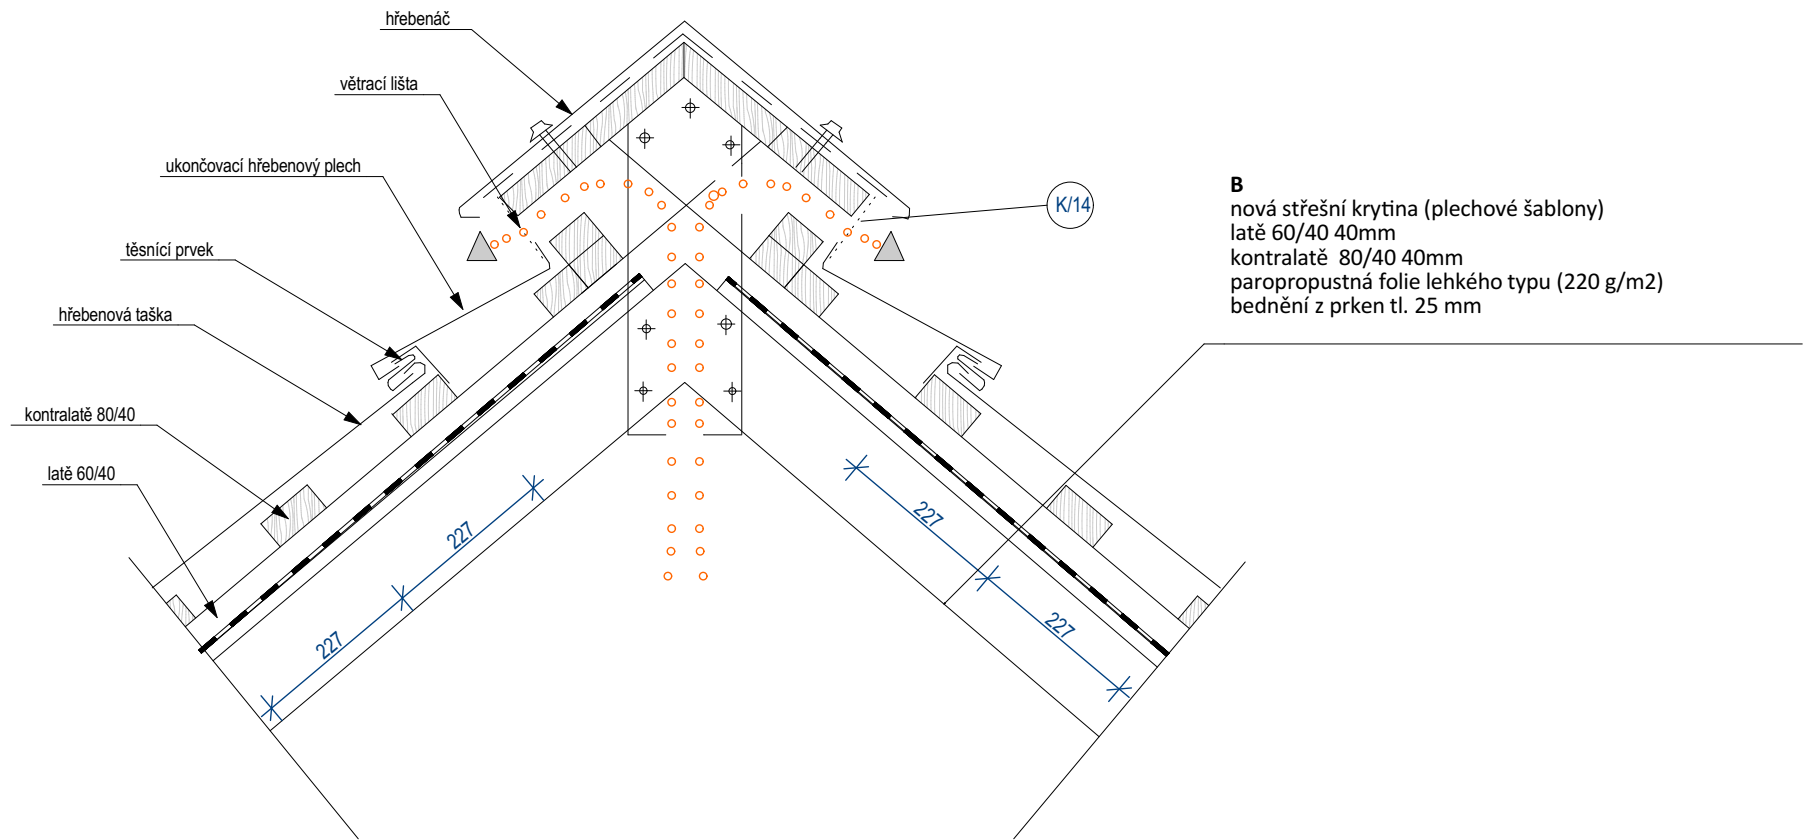 hřebenáč
větrací lišta
ukončovací hřebenový plech
těsnící prvek
hřebenová taška
kontralatě 80/40
latě 60/40
K/14
B
nová střešní krytina (plechové šablony)
latě 60/40 40mm
kontralatě 80/40 40mm
paropropustná folie lehkého typu (220 g/m2)
bednění z prken tl. 25 mm
227
227
227
227